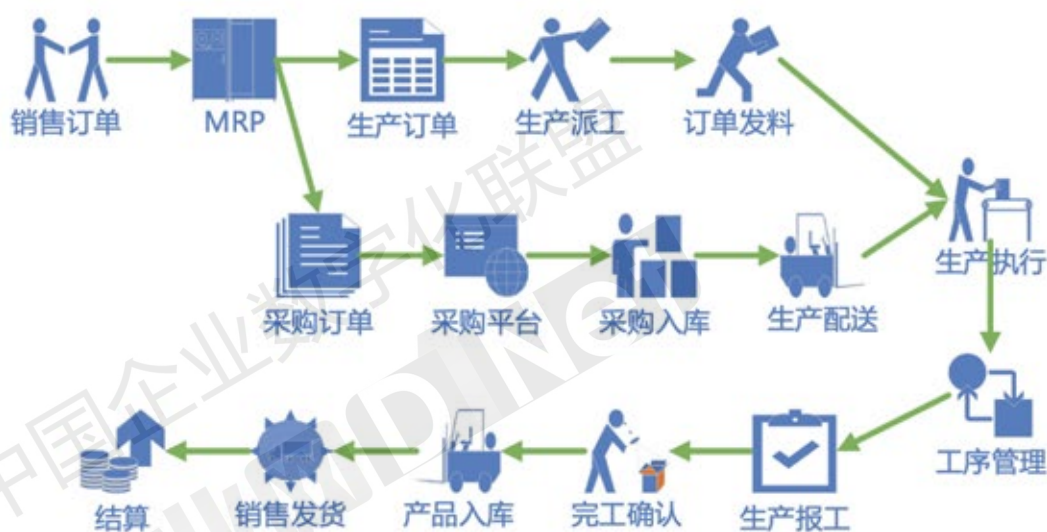 销售订单
MRP
生产订单
生产派工
订单发料
采购订单
采购平台
采购入库
生产配送
生产执行
工序管理
结算
销售发货
产品入库
完工确认
生产报工
中国企业数字化联盟